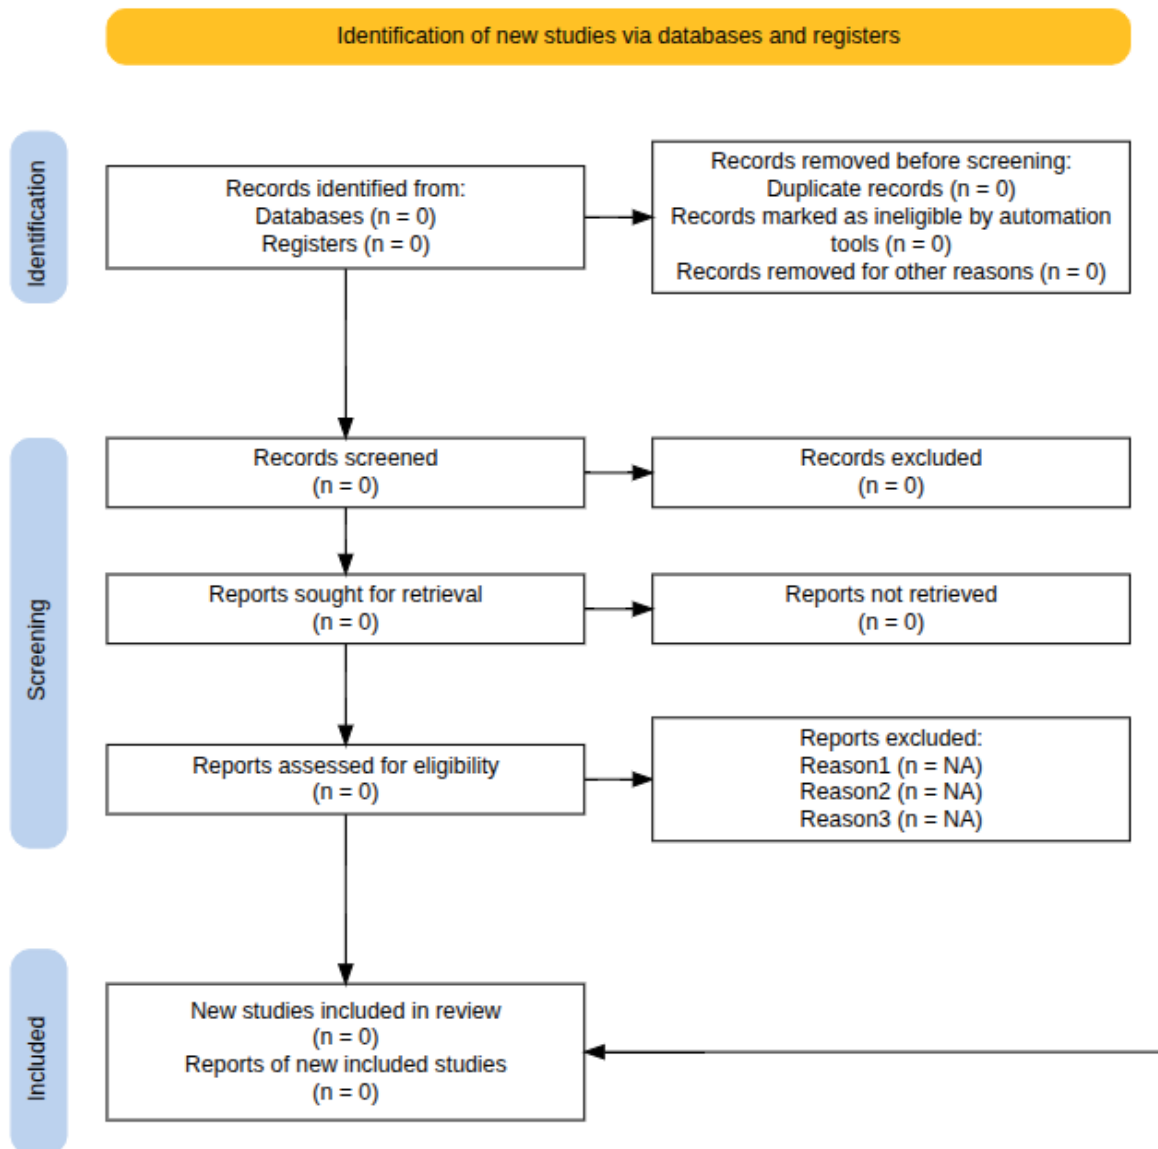 Identification of new studies via databases and registers
Identification
Records identified from:
Databases (n = 0)
Registers (n = 0)
Records removed before screening:
Duplicate records (n = 0)
Records marked as ineligible by automation
tools (n = 0)
Records removed for other reasons (n = 0)
Screening
Records screened
(n = 0)
Records excluded
(n = 0)
Reports sought for retrieval
(n = 0)
Reports not retrieved
(n = 0)
Reports assessed for eligibility
(n = 0)
Reports excluded:
Reason1 (n = NA)
Reason2 (n = NA)
Reason3 (n = NA)
Included
New studies included in review
(n = 0)
Reports of new included studies
(n = 0)